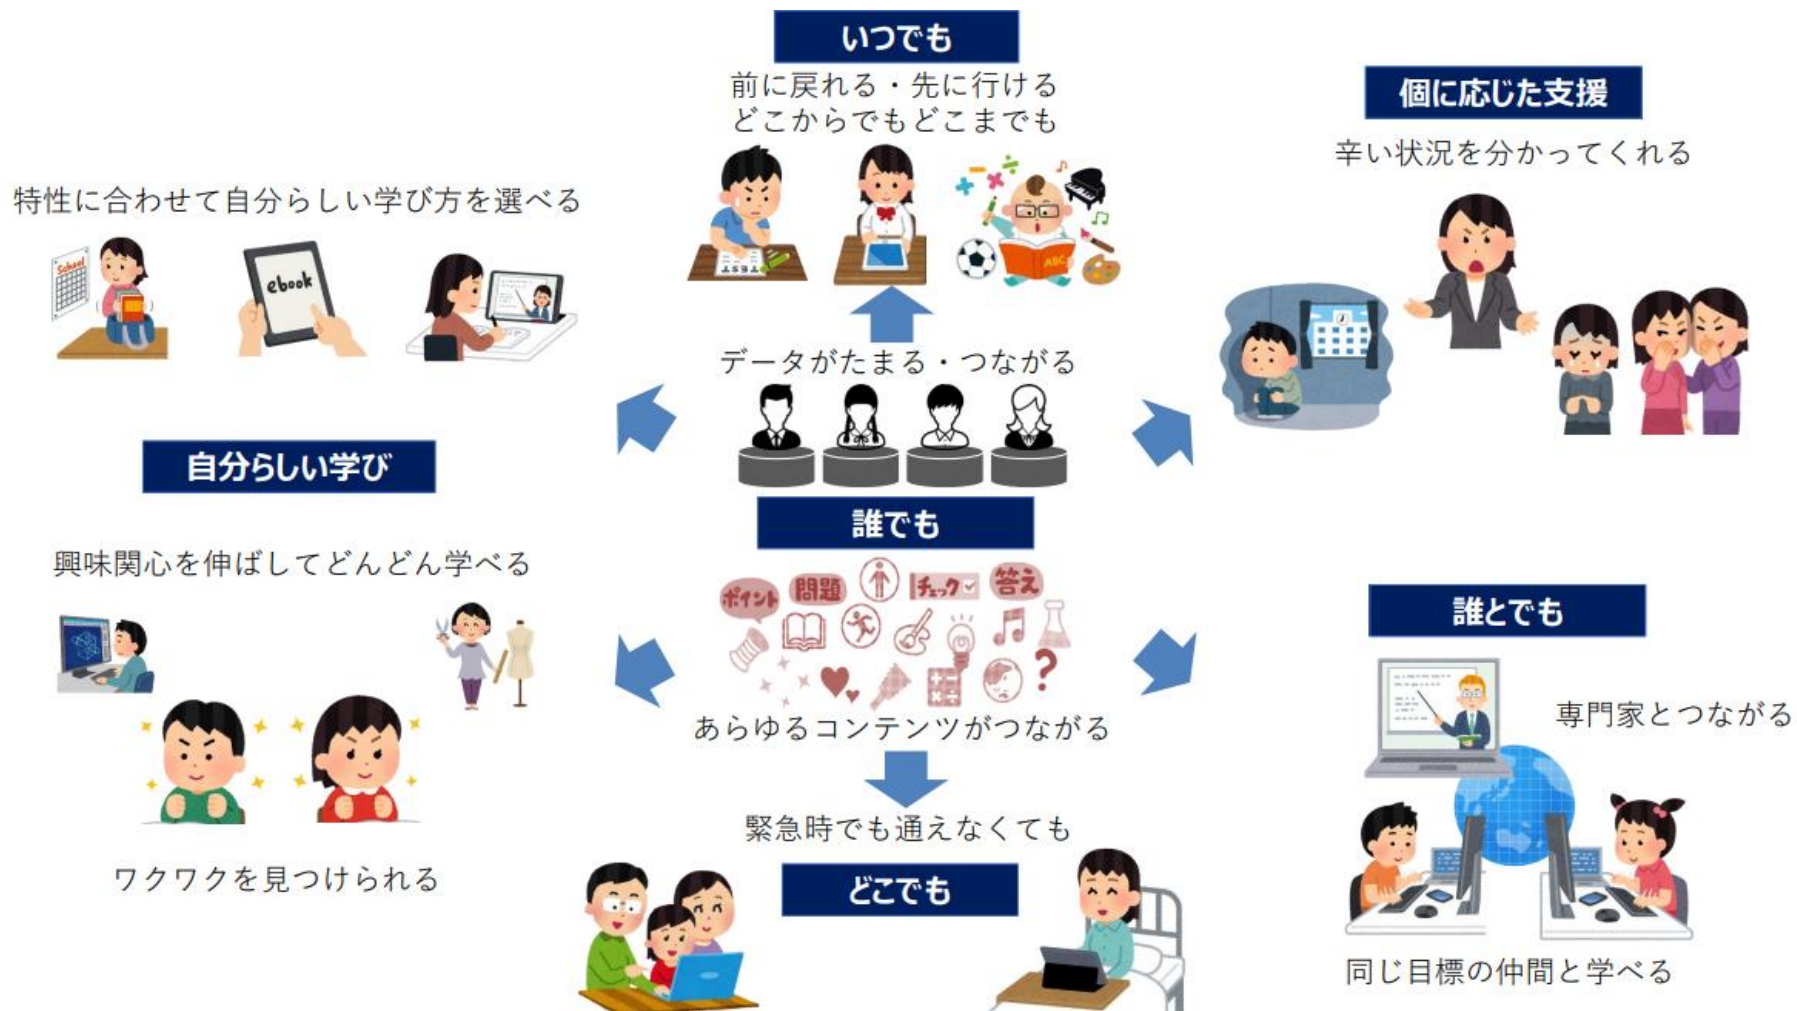 いつでも
前に戻れる・先に行ける
どこからでもどこまでも
TEST
ABC
個に応じた支援
辛い状況を分かってくれる
特性に合わせて自分らしい学び方を選べる
School
ebook
データがたまる・つながる
自分らしい学び
誰でも
興味関心を伸ばしてどんどん学べる
ポイント
問題
チェック
答え
?
あらゆるコンテンツがつながる
誰とでも
専門家とつながる
緊急時でも通えなくても
ワクワクを見つけられる
どこでも
同じ目標の仲間と学べる